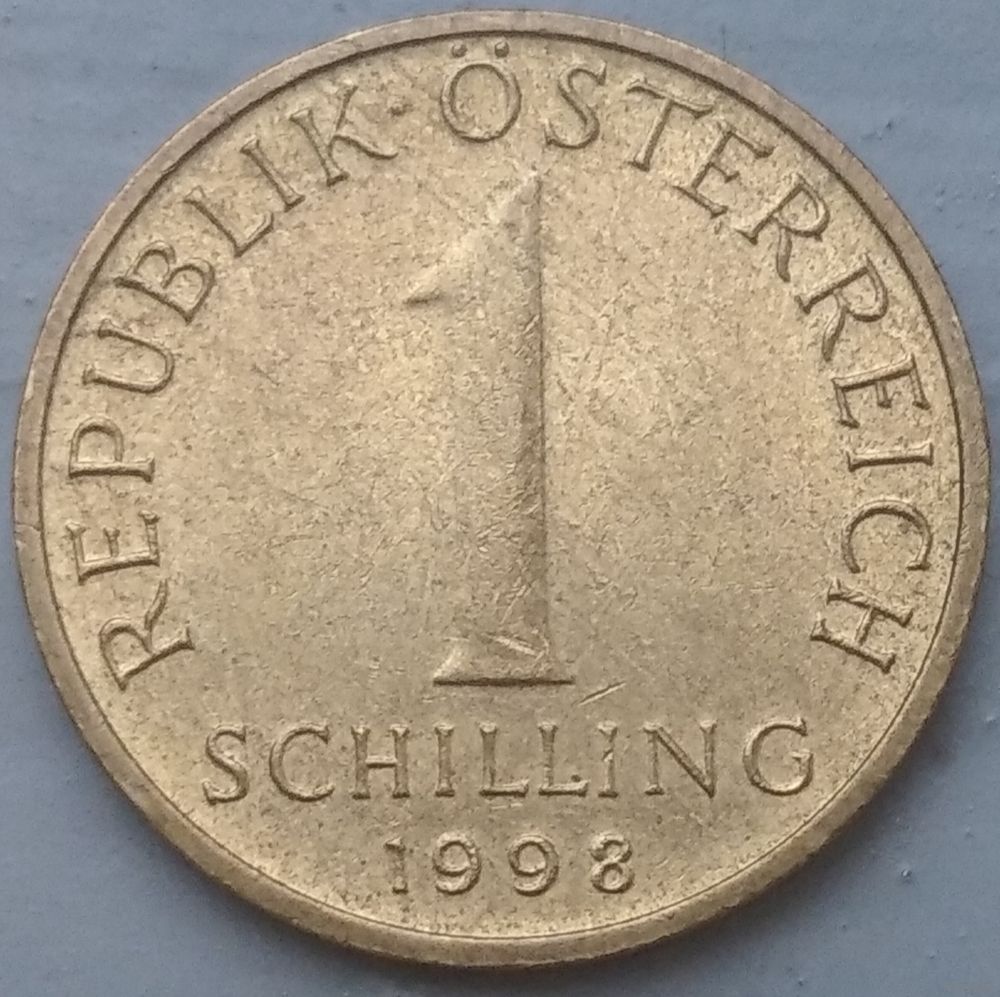 REPUBLIK·ÖSTERREICH
1
SCHILLING
1998